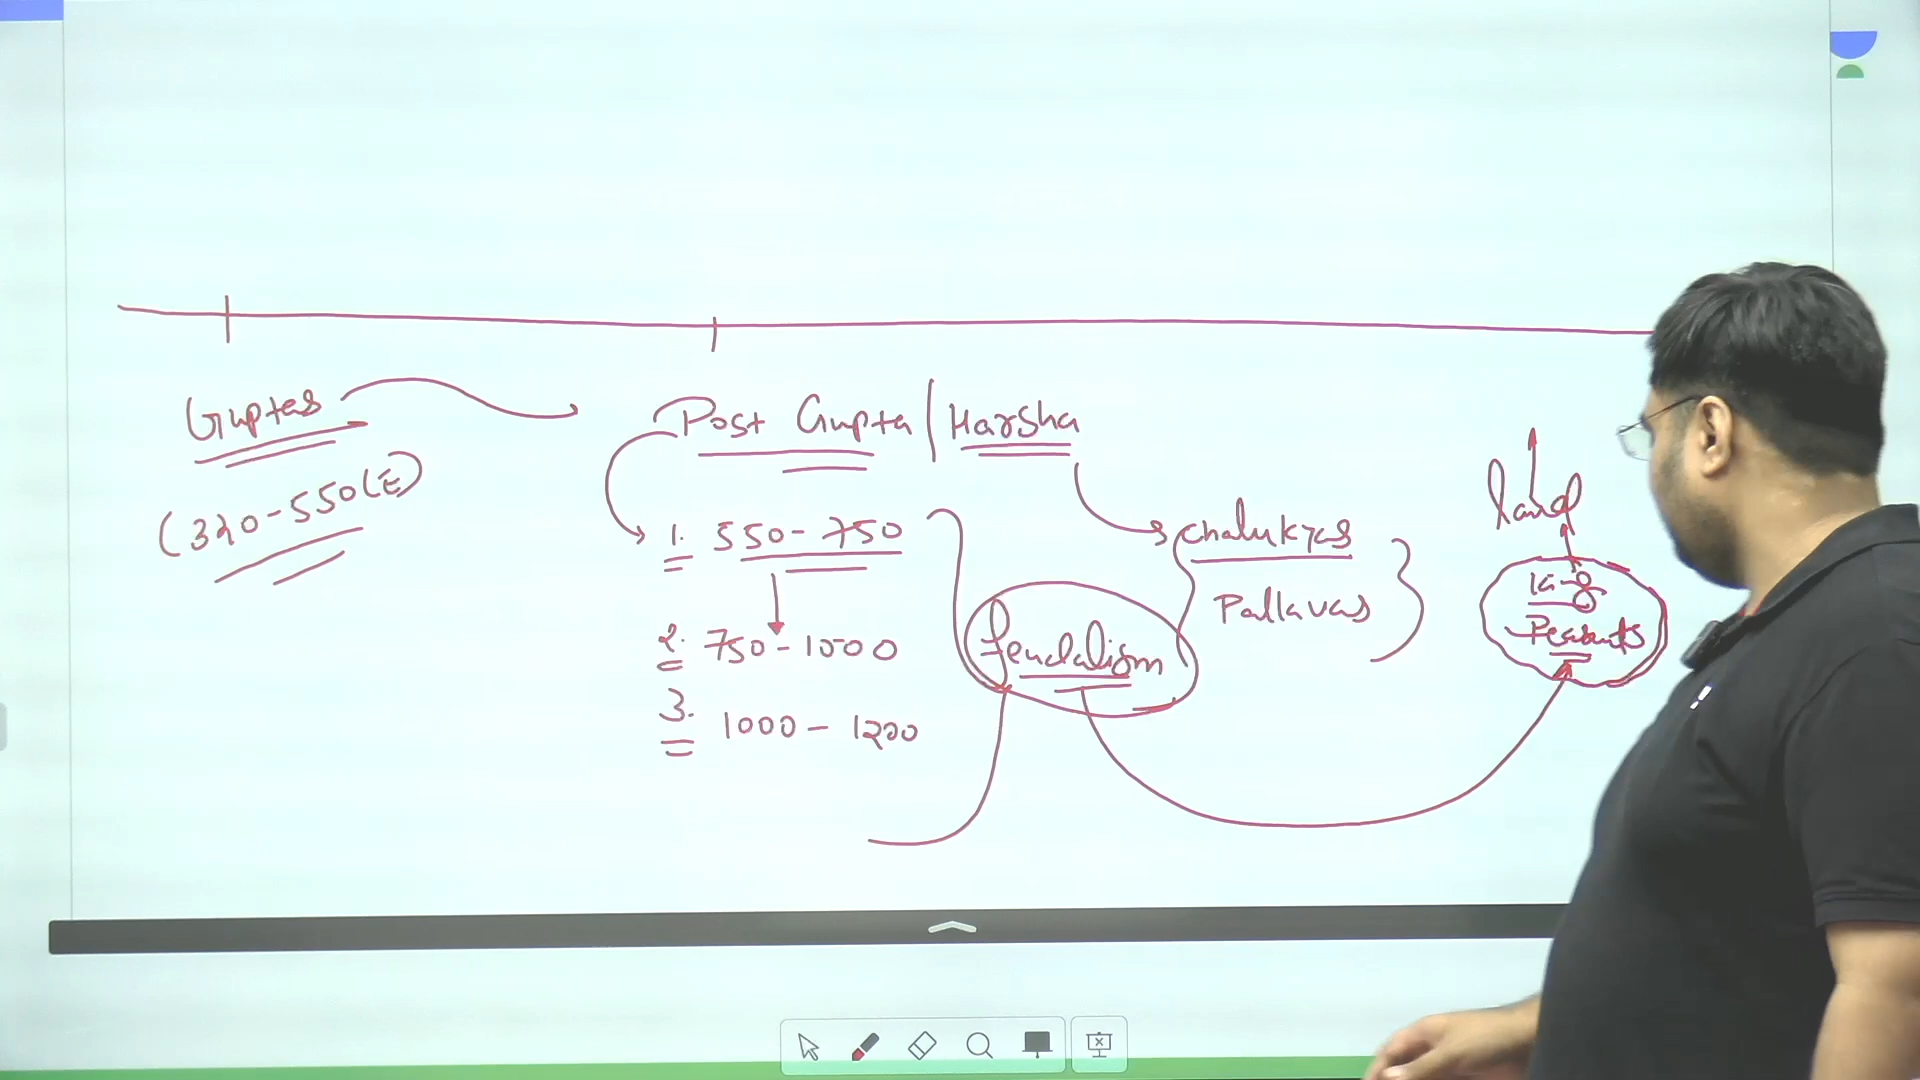 Guptas
(320-550CE)
Post Gupta | Harsha
1. 550-750
2. 750-1000
3. 1000-1200
Chalukyas
Pallavas
feudalism
land
Peasants